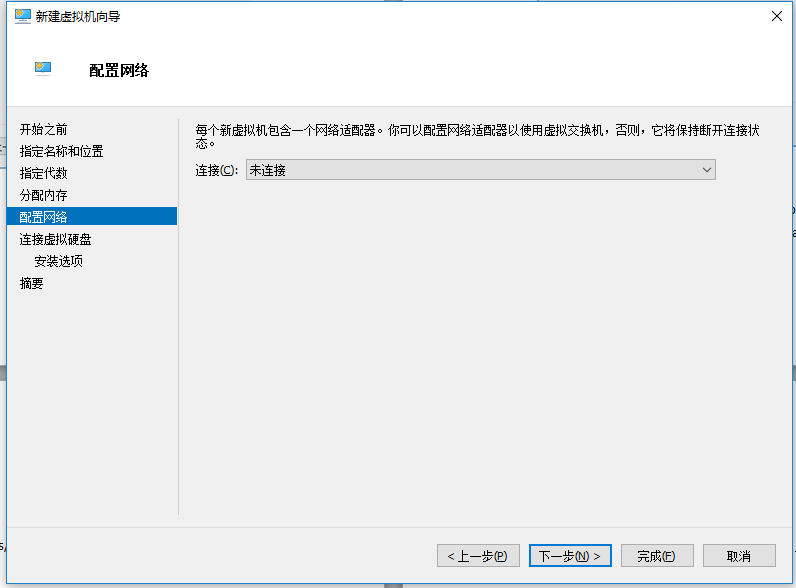 新建虚拟机向导
配置网络
开始之前
指定名称和位置
指定代数
分配内存
配置网络
连接虚拟硬盘
安装选项
摘要
每个新虚拟机包含一个网络适配器。你可以配置网络适配器以使用虚拟交换机，否则，它将保持断开连接状
态。
连接(C): 未连接
< 上一步(P)
下一步(N) >
完成(F)
取消